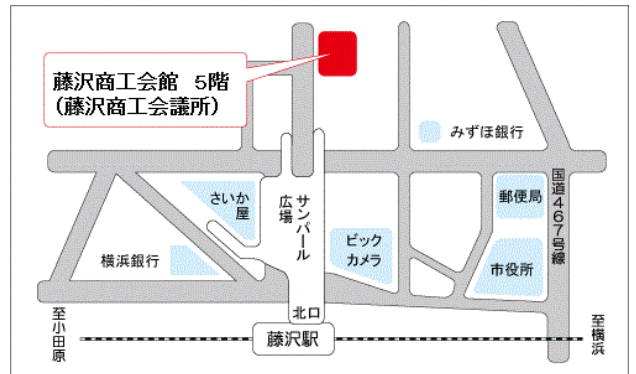 藤沢商工会館 5階
(藤沢商工会議所)
みずほ銀行
国道467号線
郵便局
さいか
屋
サンパール
広場
ビック
カメラ
横浜銀行
市役所
北口
藤沢駅
至小田原
至横浜